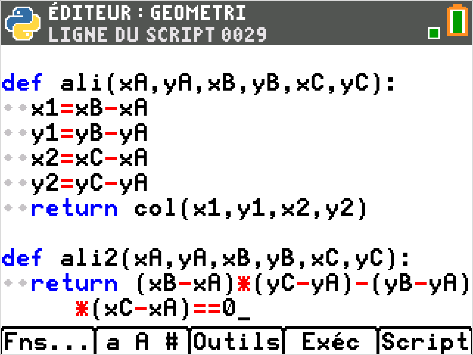 ÉDITEUR : GEOMETRI
LIGNE DU SCRIPT 0029
def ali(xA,yA,xB,yB,xC,yC):
x1=xB-xA
y1=yB-yA
x2=xC-xA
y2=yC-yA
return col(x1,y1,x2,y2)
def ali2(xA,yA,xB,yB,xC,yC):
return (xB-xA)*(yC-yA)-(yB-yA)
*(xC-xA)==0_
Fns... a A # Outils Exéc Script